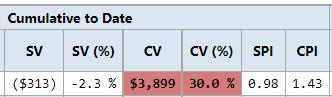 Cumulative to Date
SV SV (%) CV CV (%) SPI CPI
($313) -2.3 % $3,899 30.0 % 0.98 1.43